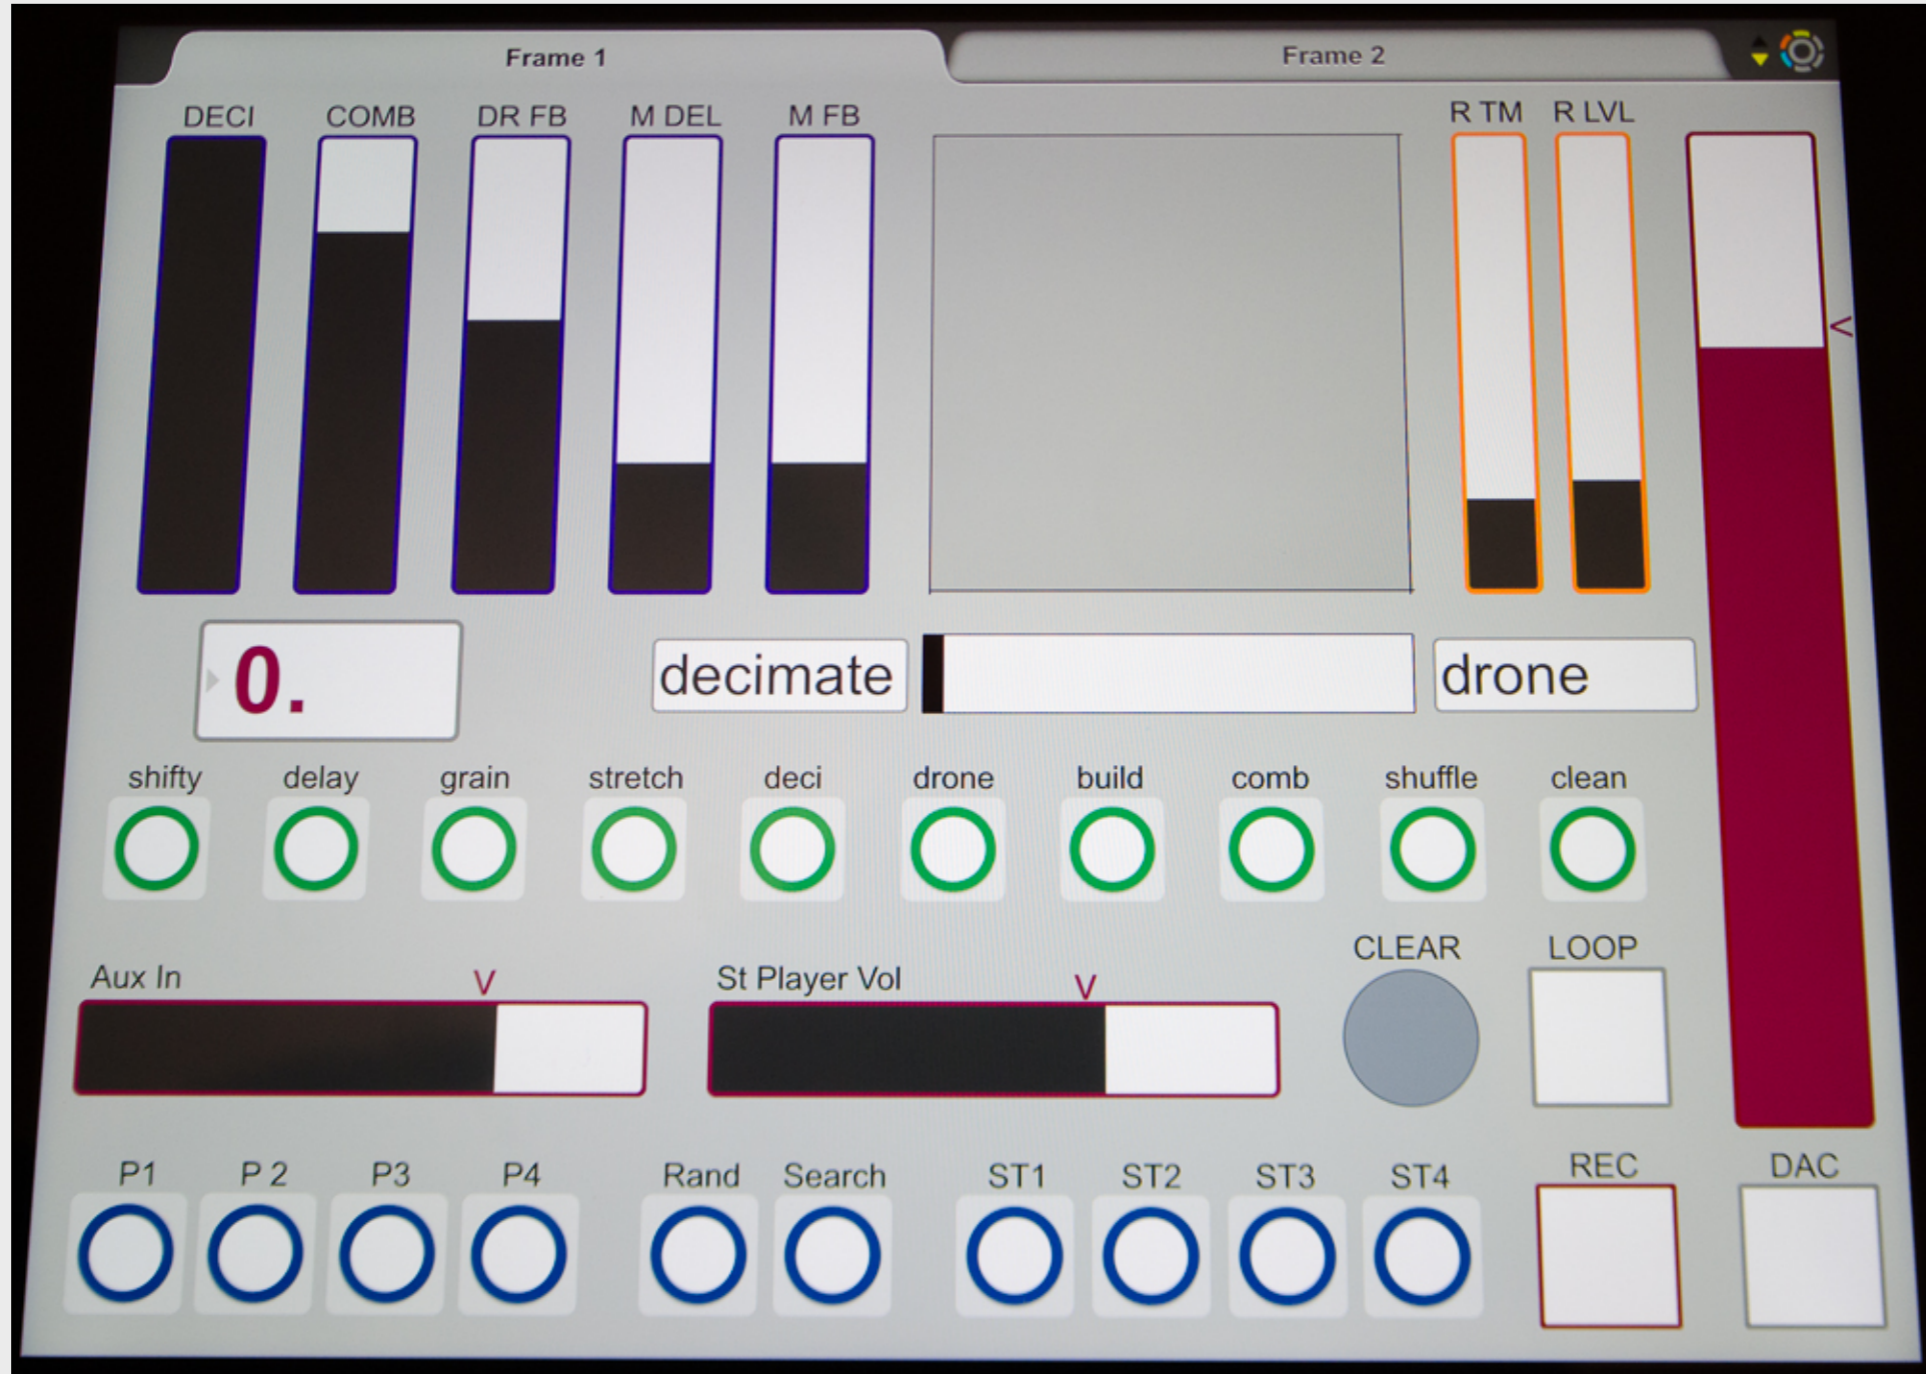 Frame 1 Frame 2
DECI COMB DR FB M DEL M FB R TM R LVL
<
0. decimate drone
shifty delay grain stretch deci drone build comb shuffle clean
CLEAR LOOP
Aux In V St Player Vol V
P1 P 2 P3 P4 Rand Search ST1 ST2 ST3 ST4 REC DAC